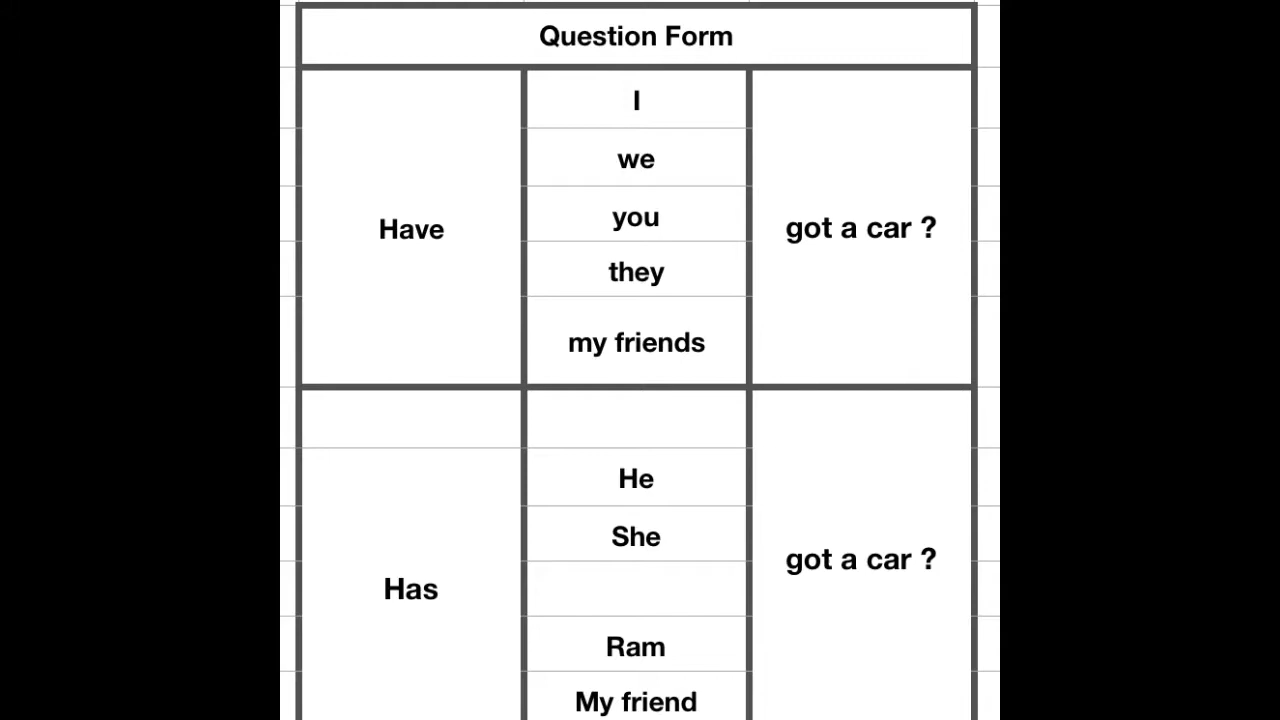 Question Form
Have
I
we
you
they
my friends
got a car ?
Has
He
She
Ram
My friend
got a car ?